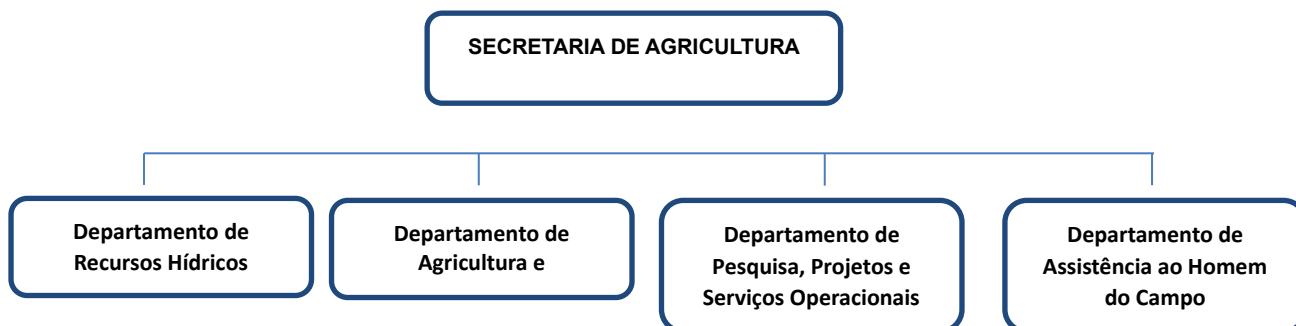 SECRETARIA DE AGRICULTURA
Departamento de
Recursos Hídricos
Departamento de
Agricultura e
Departamento de
Pesquisa, Projetos e
Serviços Operacionais
Departamento de
Assistência ao Homem
do Campo